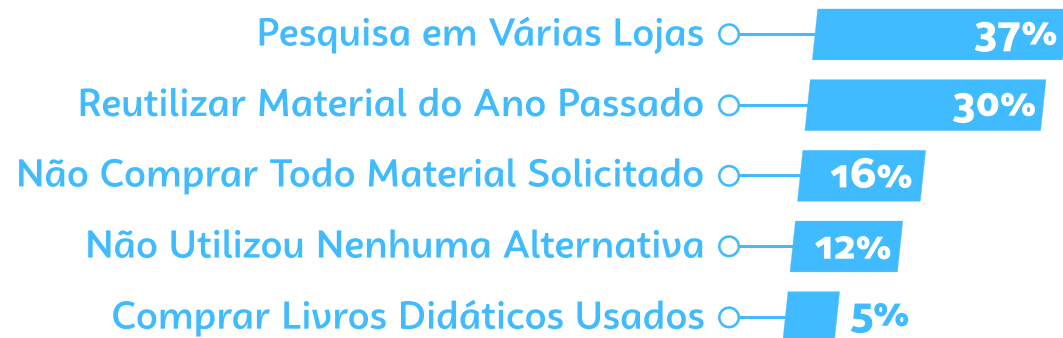 Pesquisa em Várias Lojas 37%
Reutilizar Material do Ano Passado 30%
Não Comprar Todo Material Solicitado 16%
Não Utilizou Nenhuma Alternativa 12%
Comprar Livros Didáticos Usados 5%